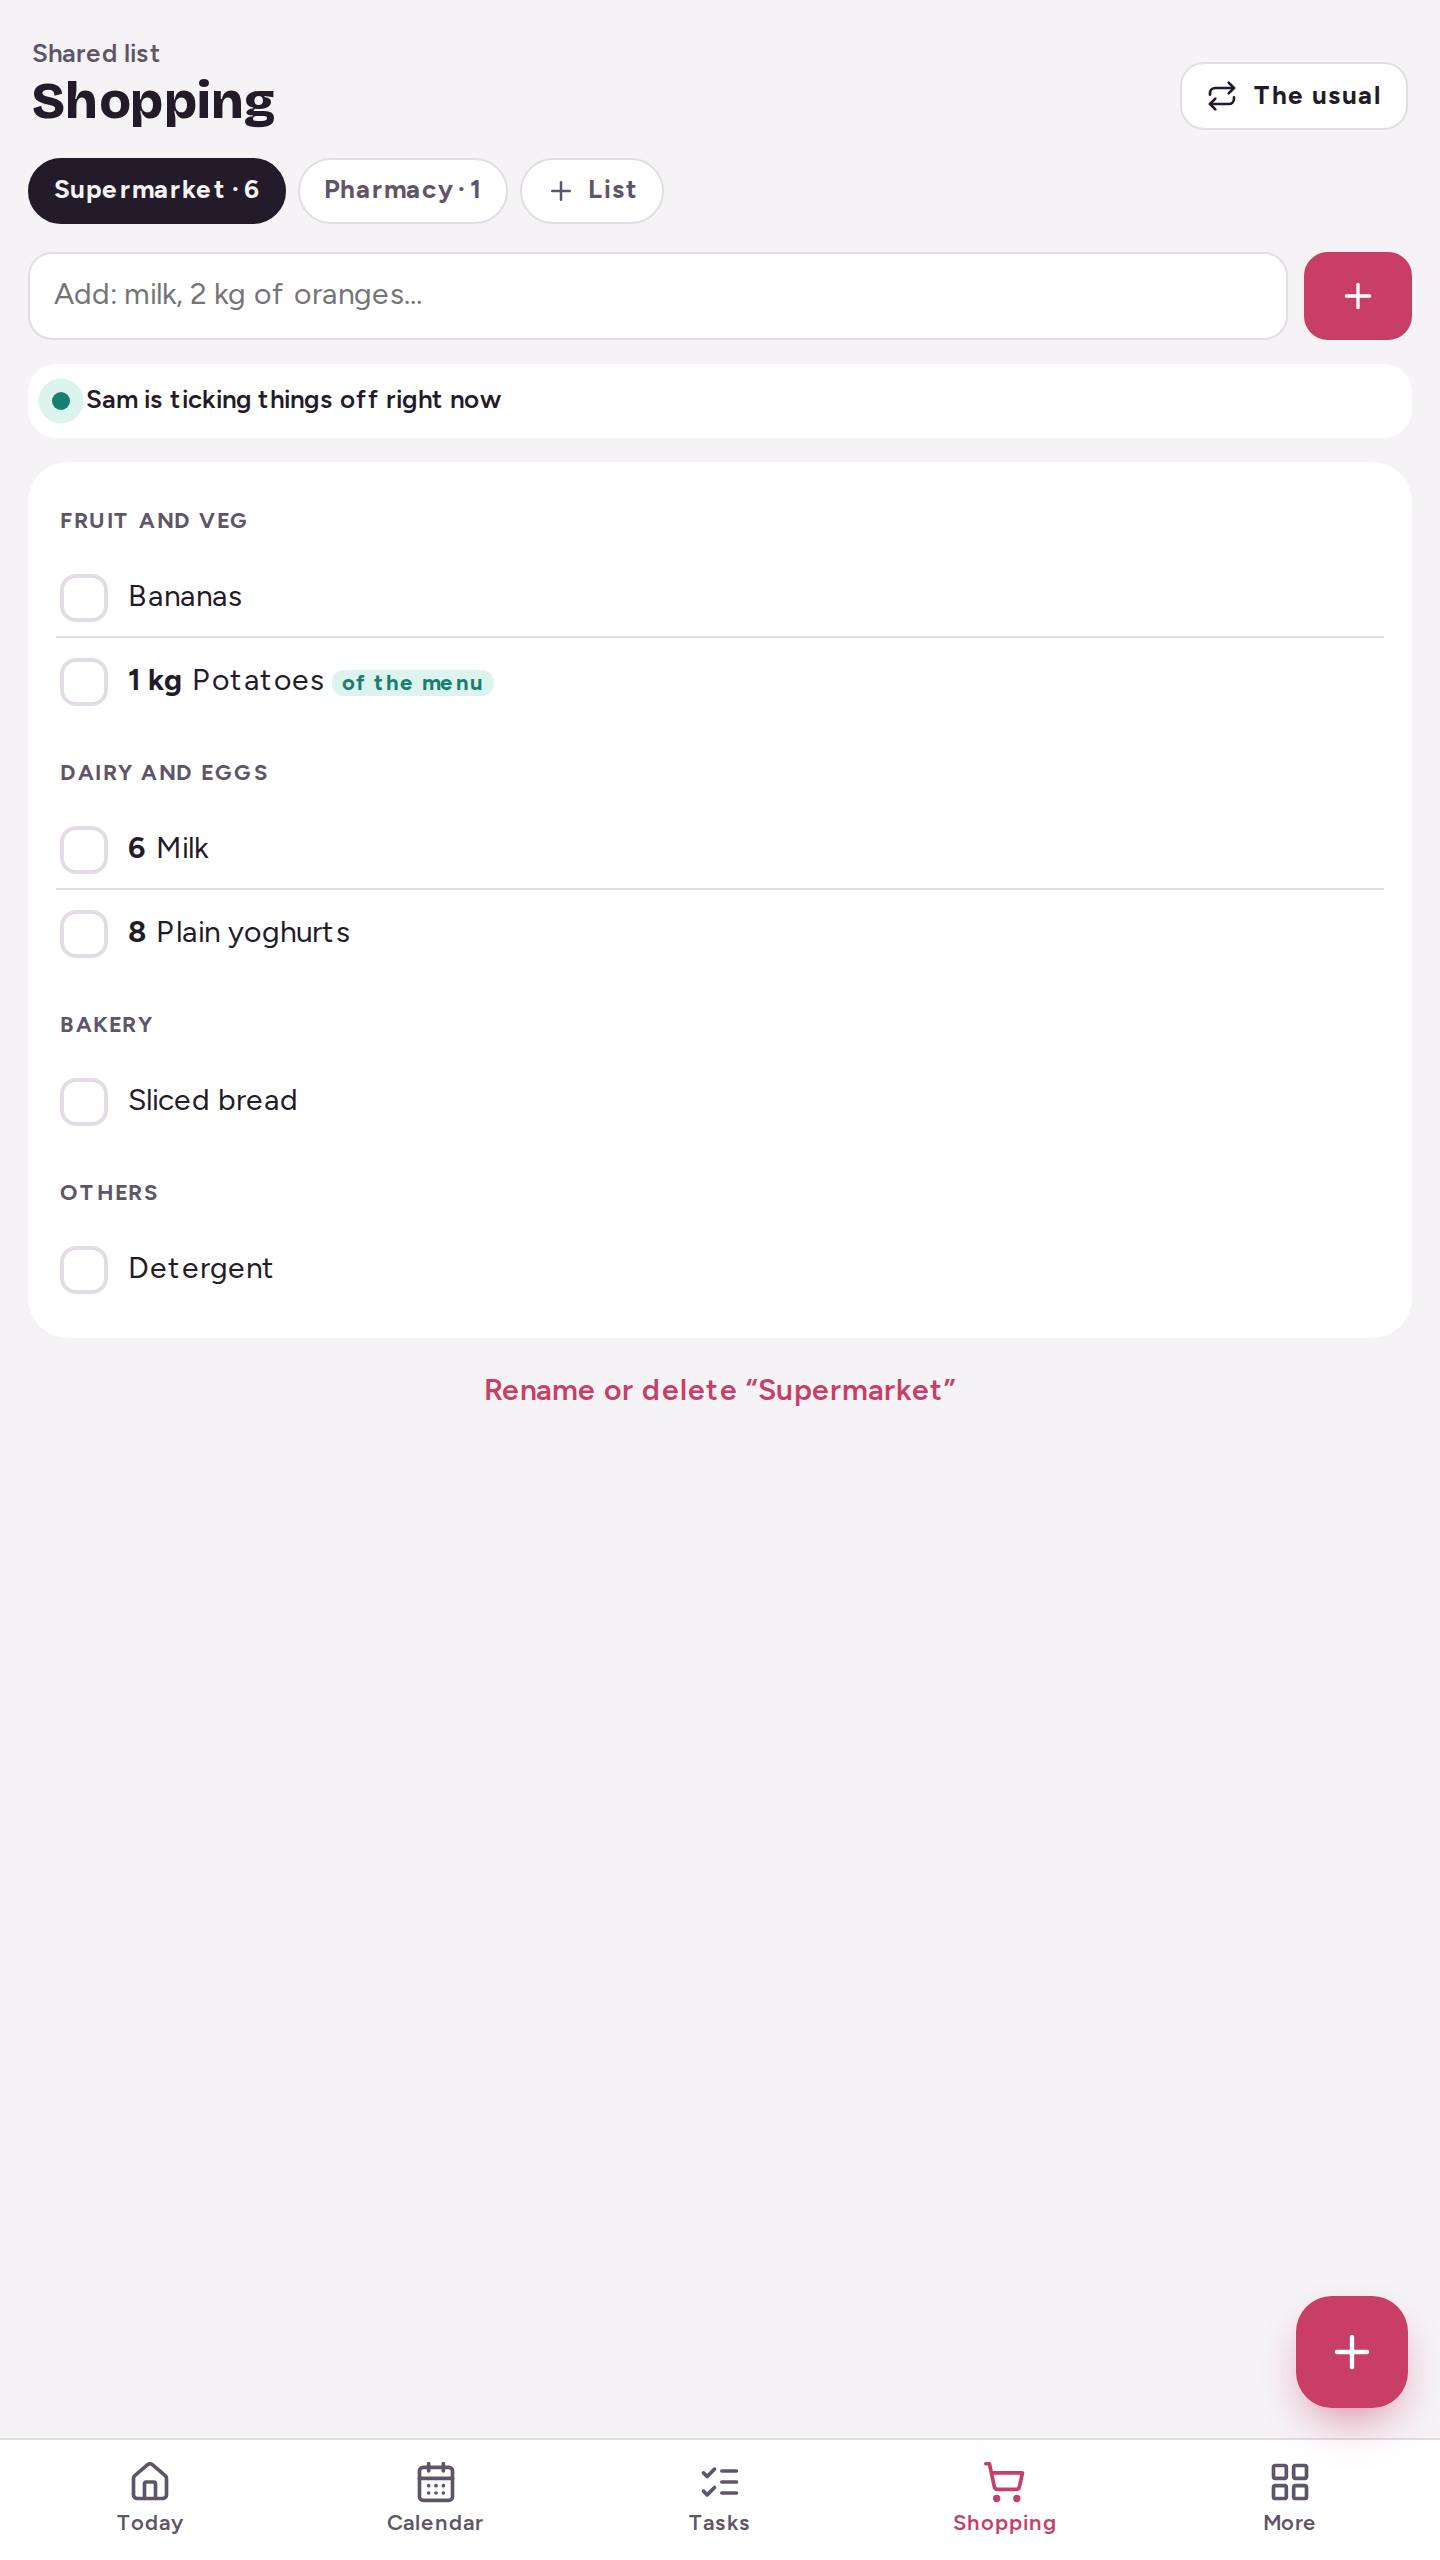 Shared list
Shopping
The usual
Supermarket · 6
Pharmacy · 1
List
Add: milk, 2 kg of oranges...
Sam is ticking things off right now
FRUIT AND VEG
Bananas
1 kg Potatoes of the menu
DAIRY AND EGGS
6 Milk
8 Plain yoghurts
BAKERY
Sliced bread
OTHERS
Detergent
Rename or delete “Supermarket”
Today
Calendar
Tasks
Shopping
More